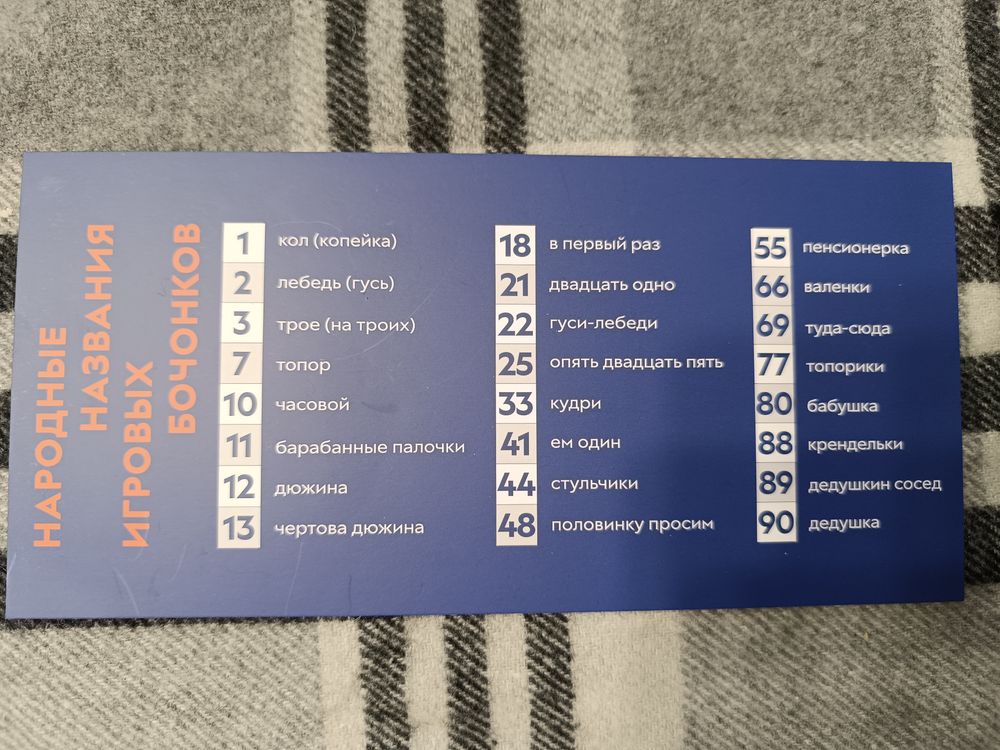 НАРОДНЫЕ
НАЗВАНИЯ
ИГРОВЫХ
БОЧОНКОВ
1 кол (копейка)
2 лебедь (гусь)
3 трое (на троих)
7 топор
10 часовой
11 барабанные палочки
12 дюжина
13 чертова дюжина
18 в первый раз
21 двадцать одно
22 гуси-лебеди
25 опять двадцать пять
33 кудри
41 ем один
44 стульчики
48 половинку просим
55 пенсионерка
66 валенки
69 туда-сюда
77 топорики
80 бабушка
88 крендельки
89 дедушкин сосед
90 дедушка